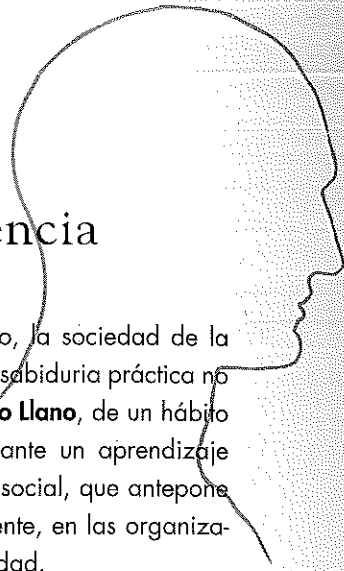 encia
o, la sociedad de la
sabiduria práctica no
o Llano, de un hábito
ante un aprendizaje
social, que antepone
ente, en las organiza-
dad.